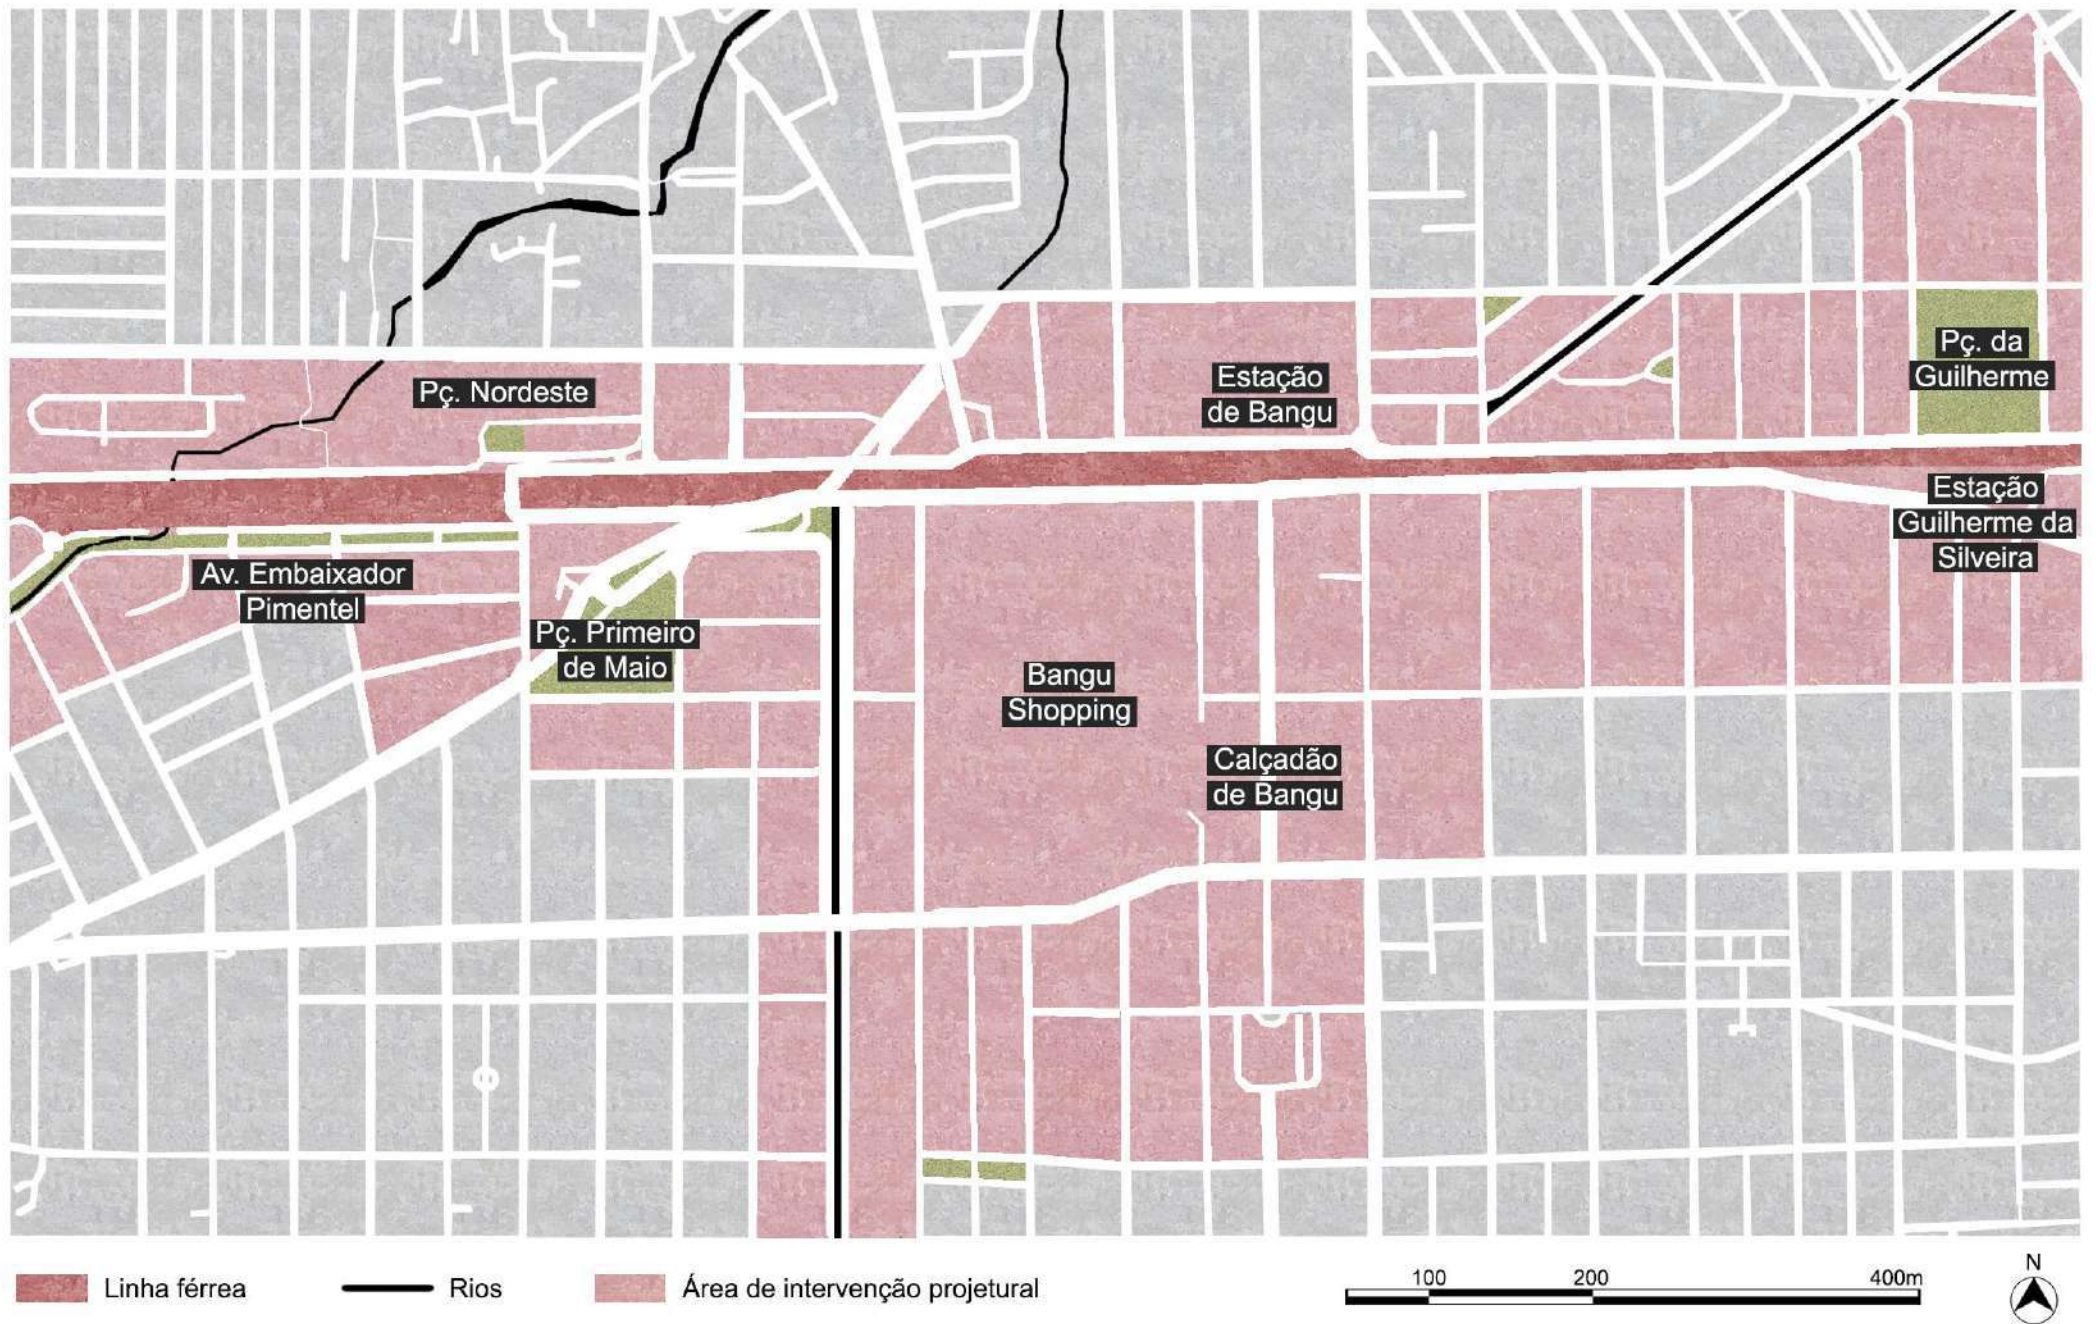 Pç. da
Guilherme
Estação
de Bangu
Pç. Nordeste
Estação
Guilherme da
Silveira
Av. Embaixador
Pimentel
Pç. Primeiro
de Maio
Bangu
Shopping
Calçadão
de Bangu
Linha férrea
Rios
Área de intervenção projetural
100 200 400m
N